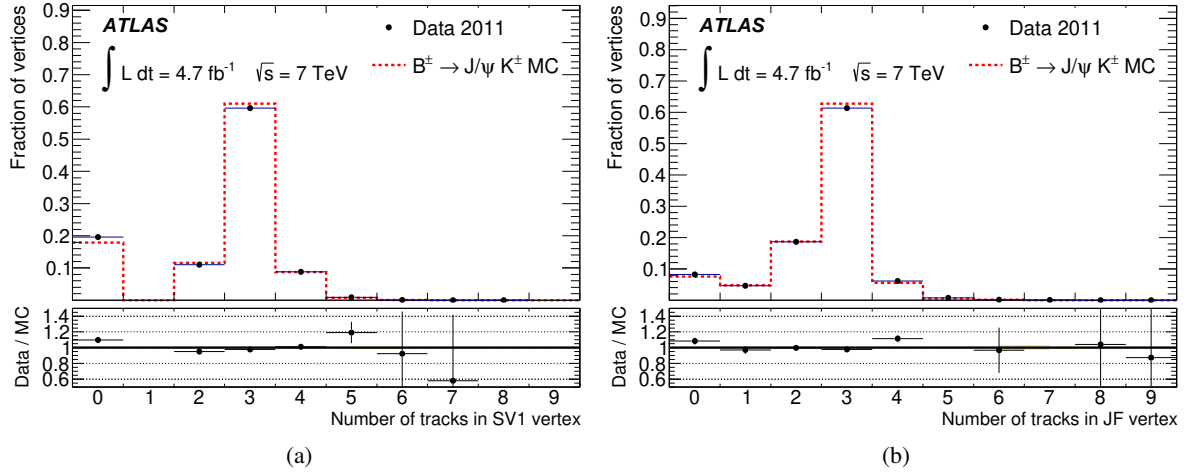 ATLAS
∫ L dt = 4.7 fb⁻¹ √s = 7 TeV
Data 2011
B± → J/ψ K± MC
Fraction of vertices
0.9
0.8
0.7
0.6
0.5
0.4
0.3
0.2
0.1
Data / MC
1.4
1.2
1
0.8
0.6
0 1 2 3 4 5 6 7 8 9
Number of tracks in SV1 vertex
(a)
ATLAS
∫ L dt = 4.7 fb⁻¹ √s = 7 TeV
Data 2011
B± → J/ψ K± MC
Fraction of vertices
0.9
0.8
0.7
0.6
0.5
0.4
0.3
0.2
0.1
Data / MC
1.4
1.2
1
0.8
0.6
0 1 2 3 4 5 6 7 8 9
Number of tracks in JF vertex
(b)